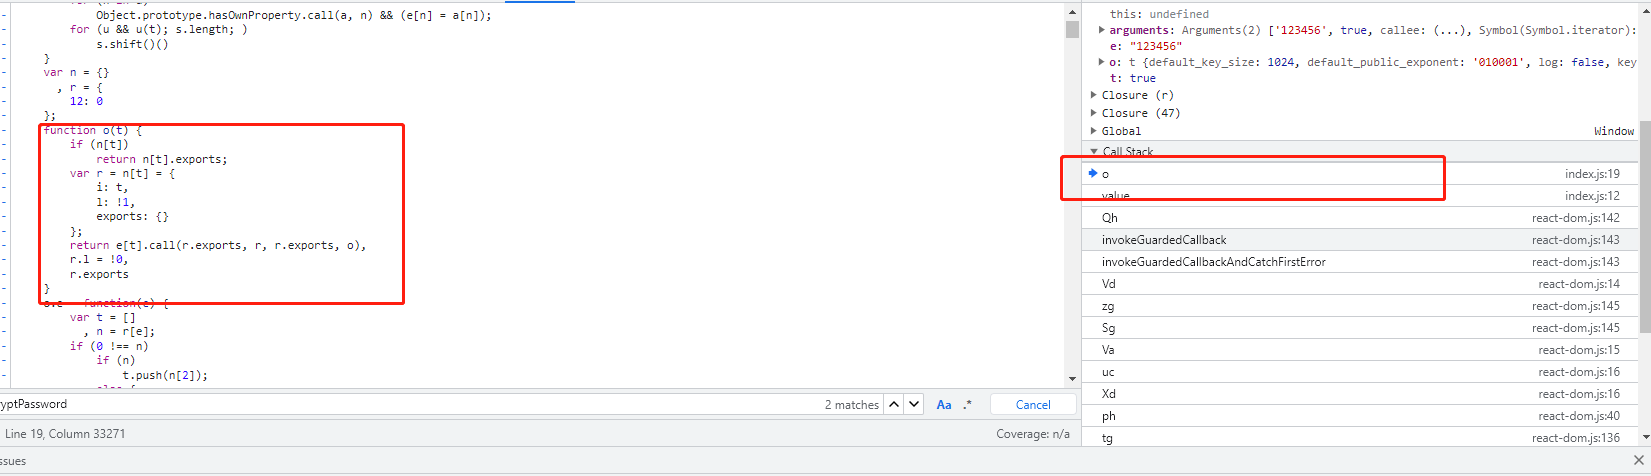 Object.prototype.hasOwnProperty.call(a, n) && (e[n] = a[n]);
for (u && u(t); s.length; )
s.shift()()
}
var n = {}
, r = {
12: 0
};
function o(t) {
if (n[t])
return n[t].exports;
var r = n[t] = {
i: t,
l: !1,
exports: {}
};
return e[t].call(r.exports, r, r.exports, o),
r.l = !0,
r.exports
}
function(e) {
var t = []
, n = r[e];
if (0 !== n)
if (n)
t.push(n[2]);
yptPassword
2 matches
Aa
.*
Cancel
Line 19, Column 33271
Coverage: n/a
ssues
this: undefined
arguments: Arguments(2) ['123456', true, callee: (...), Symbol(Symbol.iterator):
e: "123456"
o: t {default_key_size: 1024, default_public_exponent: '010001', log: false, key
t: true
Closure (r)
Closure (47)
Global Window
Call Stack
o index.js:19
value index.js:12
Qh react-dom.js:142
invokeGuardedCallback react-dom.js:143
invokeGuardedCallbackAndCatchFirstError react-dom.js:143
Vd react-dom.js:14
zg react-dom.js:145
Sg react-dom.js:145
Va react-dom.js:15
uc react-dom.js:16
Xd react-dom.js:16
ph react-dom.js:40
tg react-dom.js:136